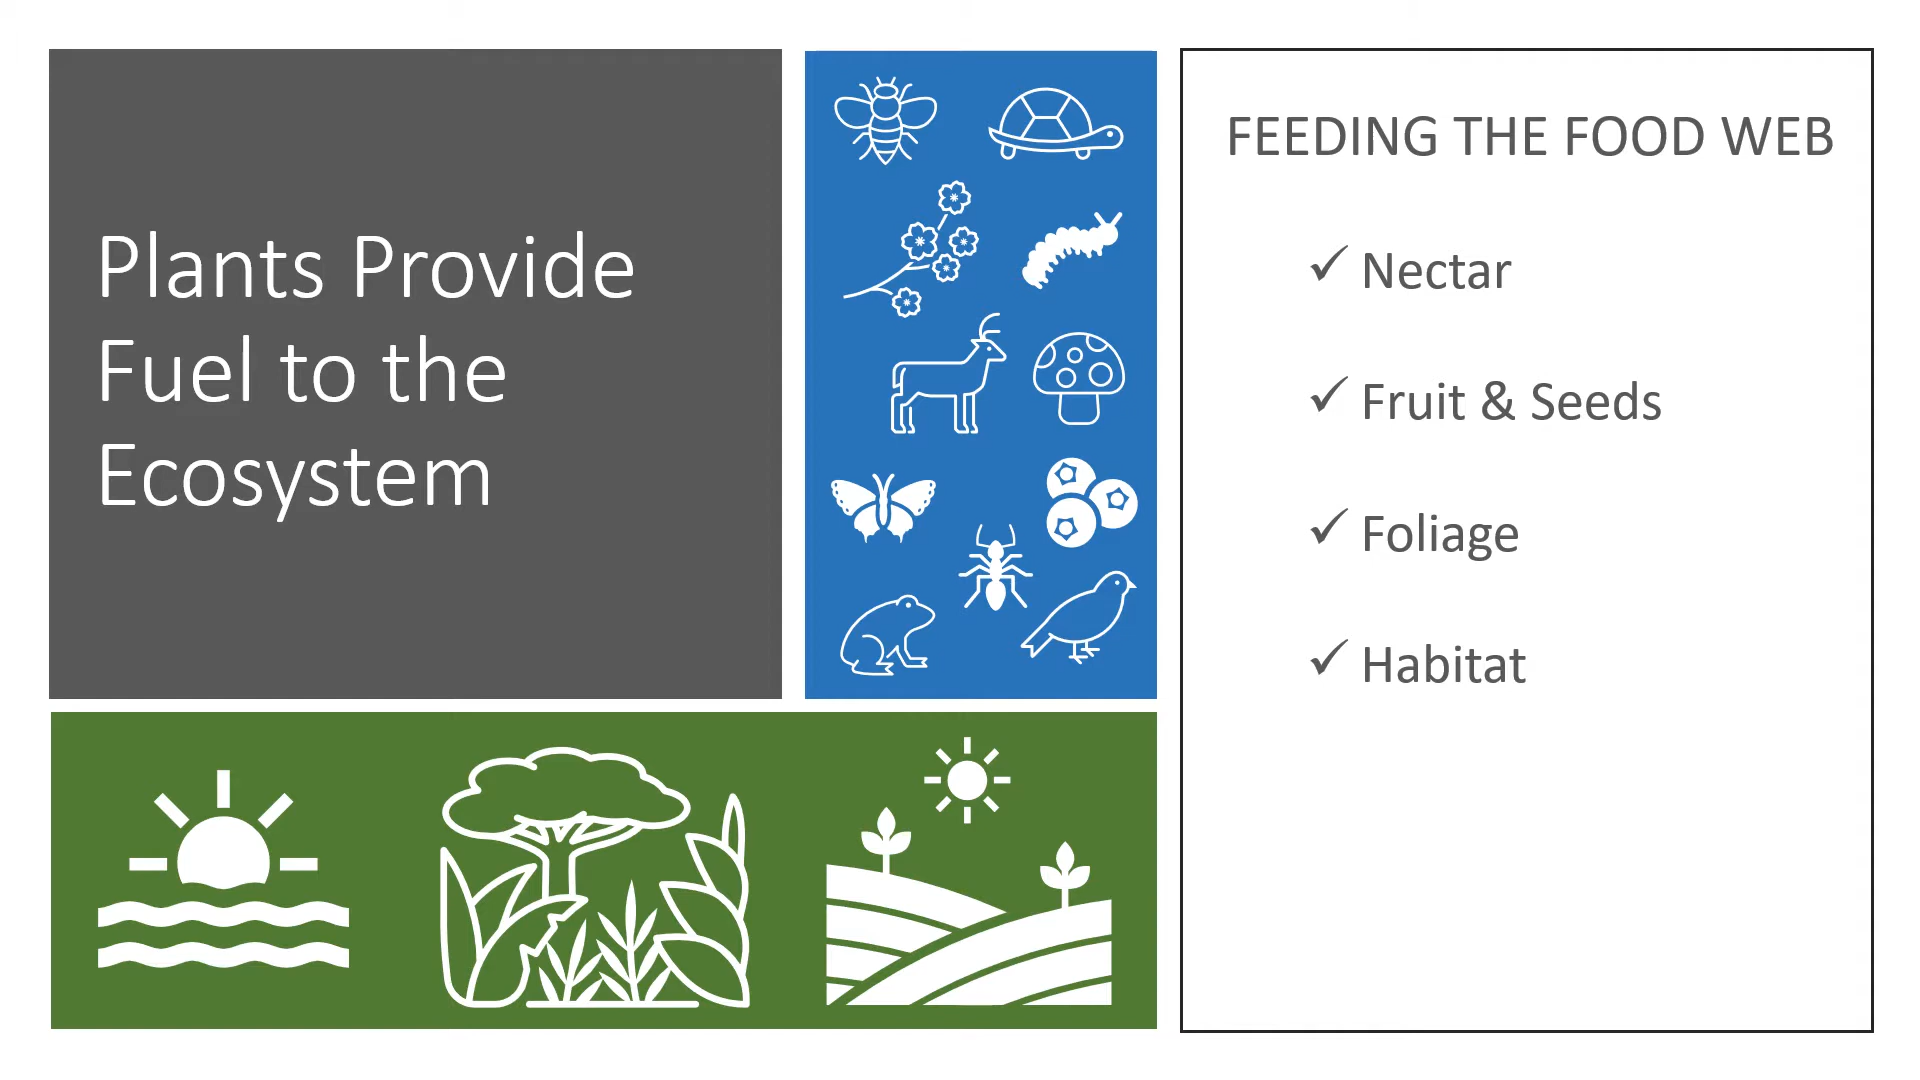 Plants Provide
Fuel to the
Ecosystem
FEEDING THE FOOD WEB
✓ Nectar
✓ Fruit & Seeds
✓ Foliage
✓ Habitat